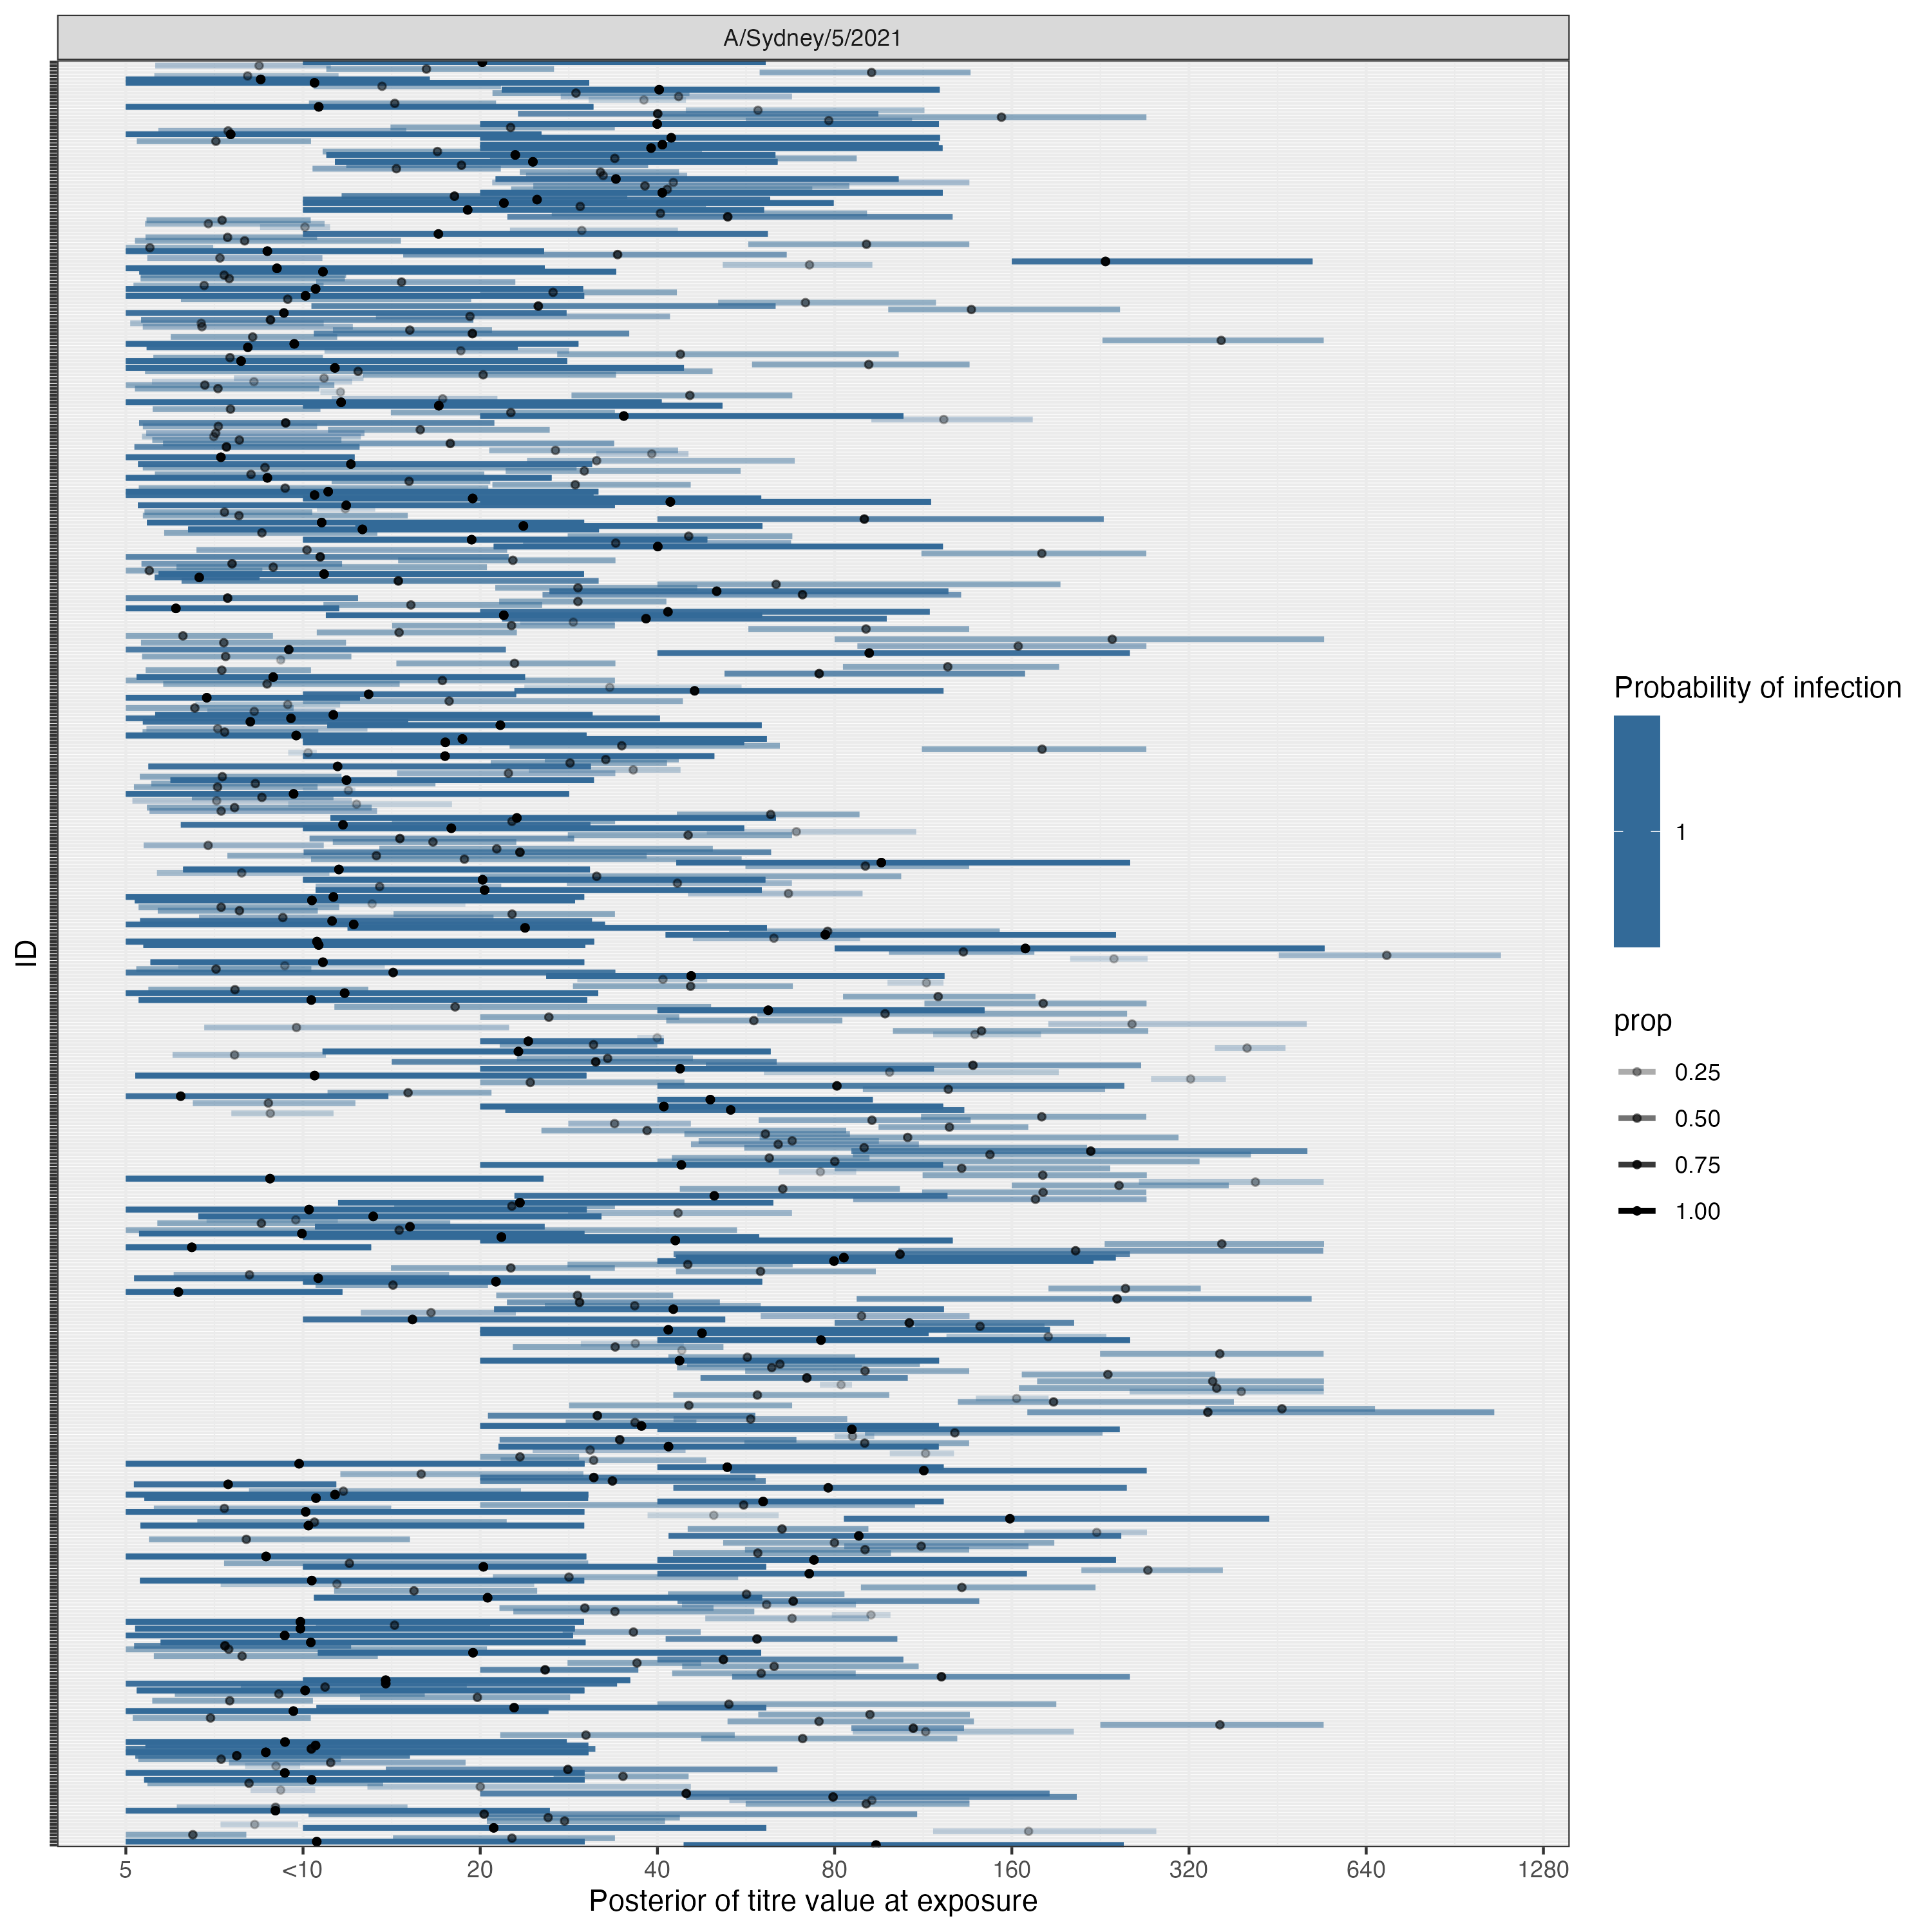 A/Sydney/5/2021
ID
5
<10
20
40
80
160
320
640
1280
Posterior of titre value at exposure
Probability of infection
1
prop
0.25
0.50
0.75
1.00